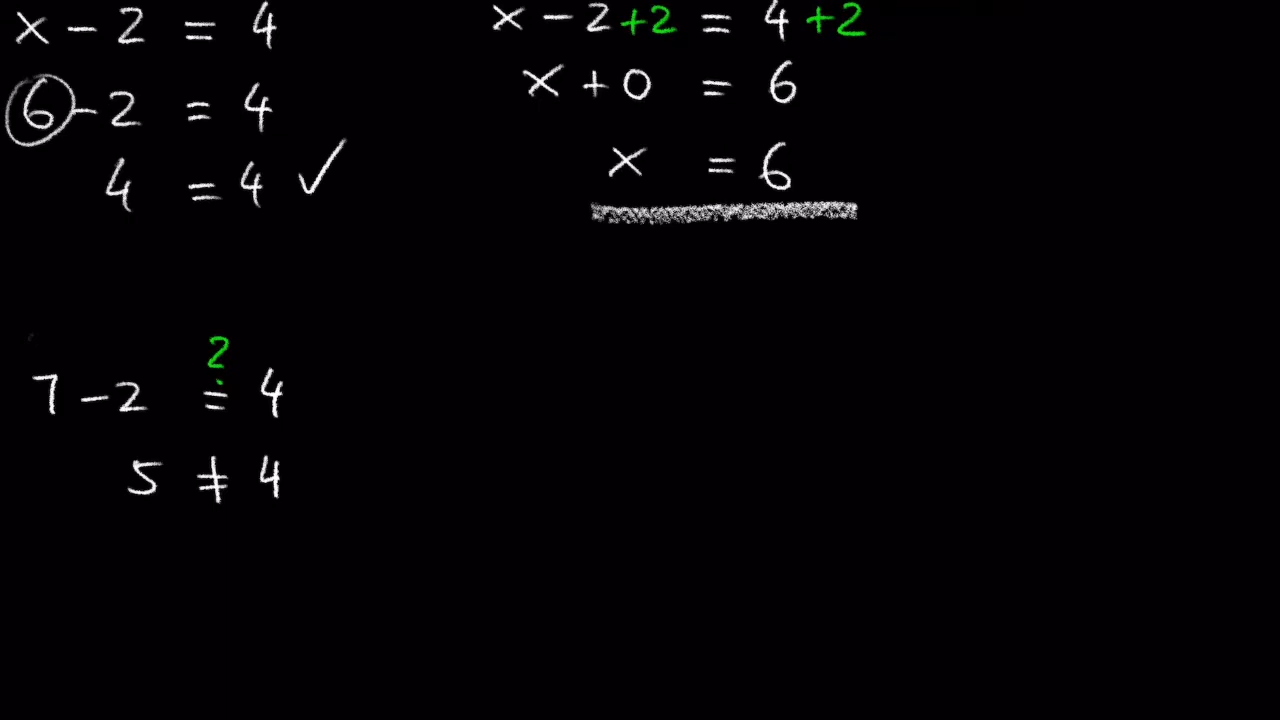 x - 2 = 4
6 - 2 = 4
4 = 4 ✓
x - 2 + 2 = 4 + 2
x + 0 = 6
x = 6
?
7 - 2 = 4
5 ≠ 4